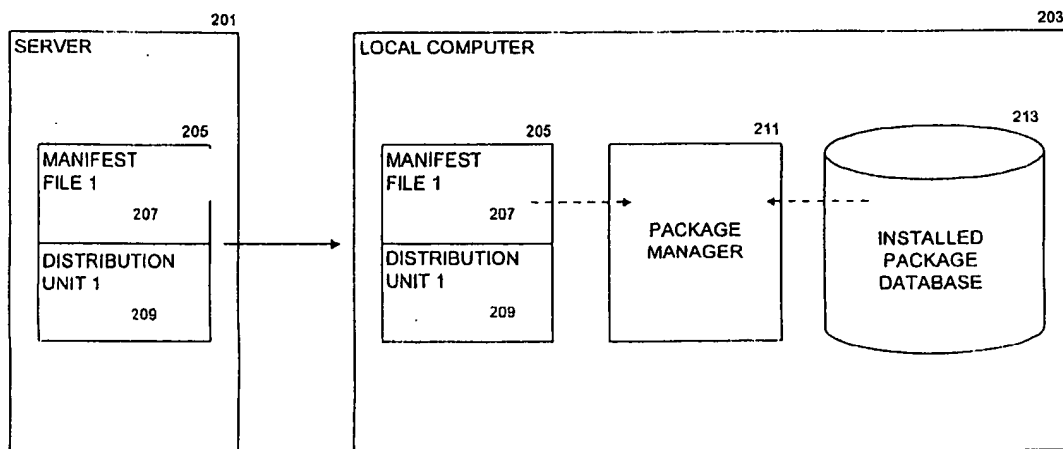 201
203
SERVER
LOCAL COMPUTER
205
205
211
213
MANIFEST
FILE 1
207
DISTRIBUTION
UNIT 1
209
MANIFEST
FILE 1
207
DISTRIBUTION
UNIT 1
209
PACKAGE
MANAGER
INSTALLED
PACKAGE
DATABASE